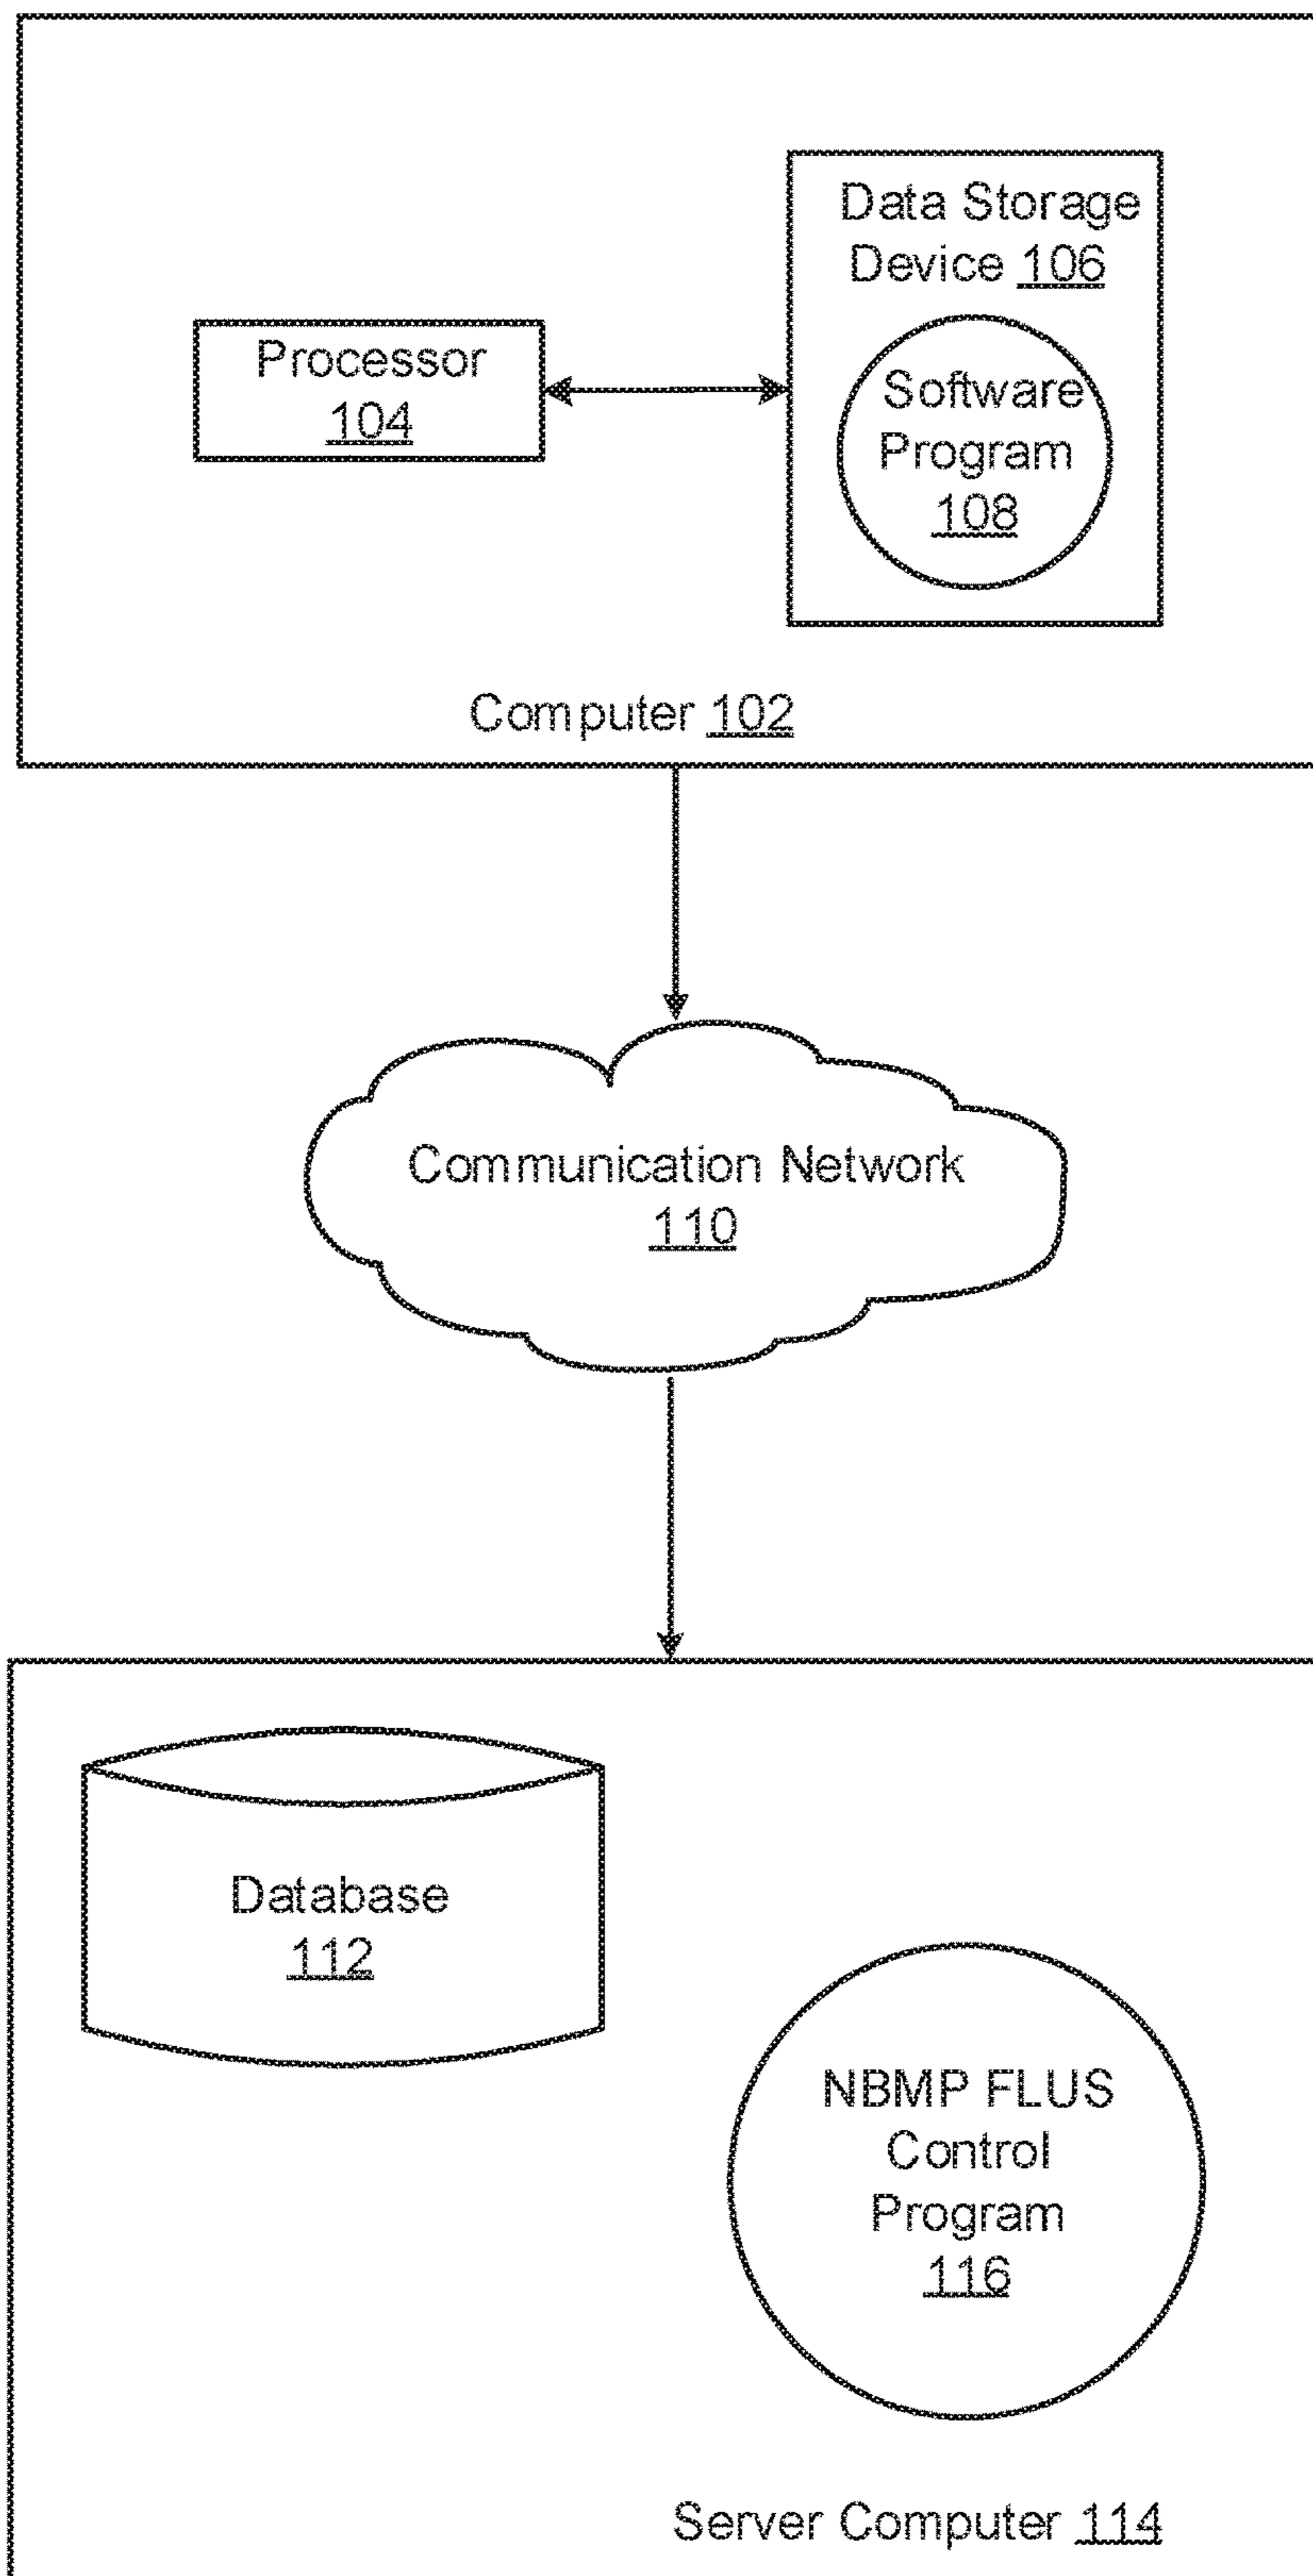 Data Storage
Device 106
Processor
104
Software
Program
108
Computer 102
Communication Network
110
Database
112
NBMP FLUS
Control
Program
116
Server Computer 114